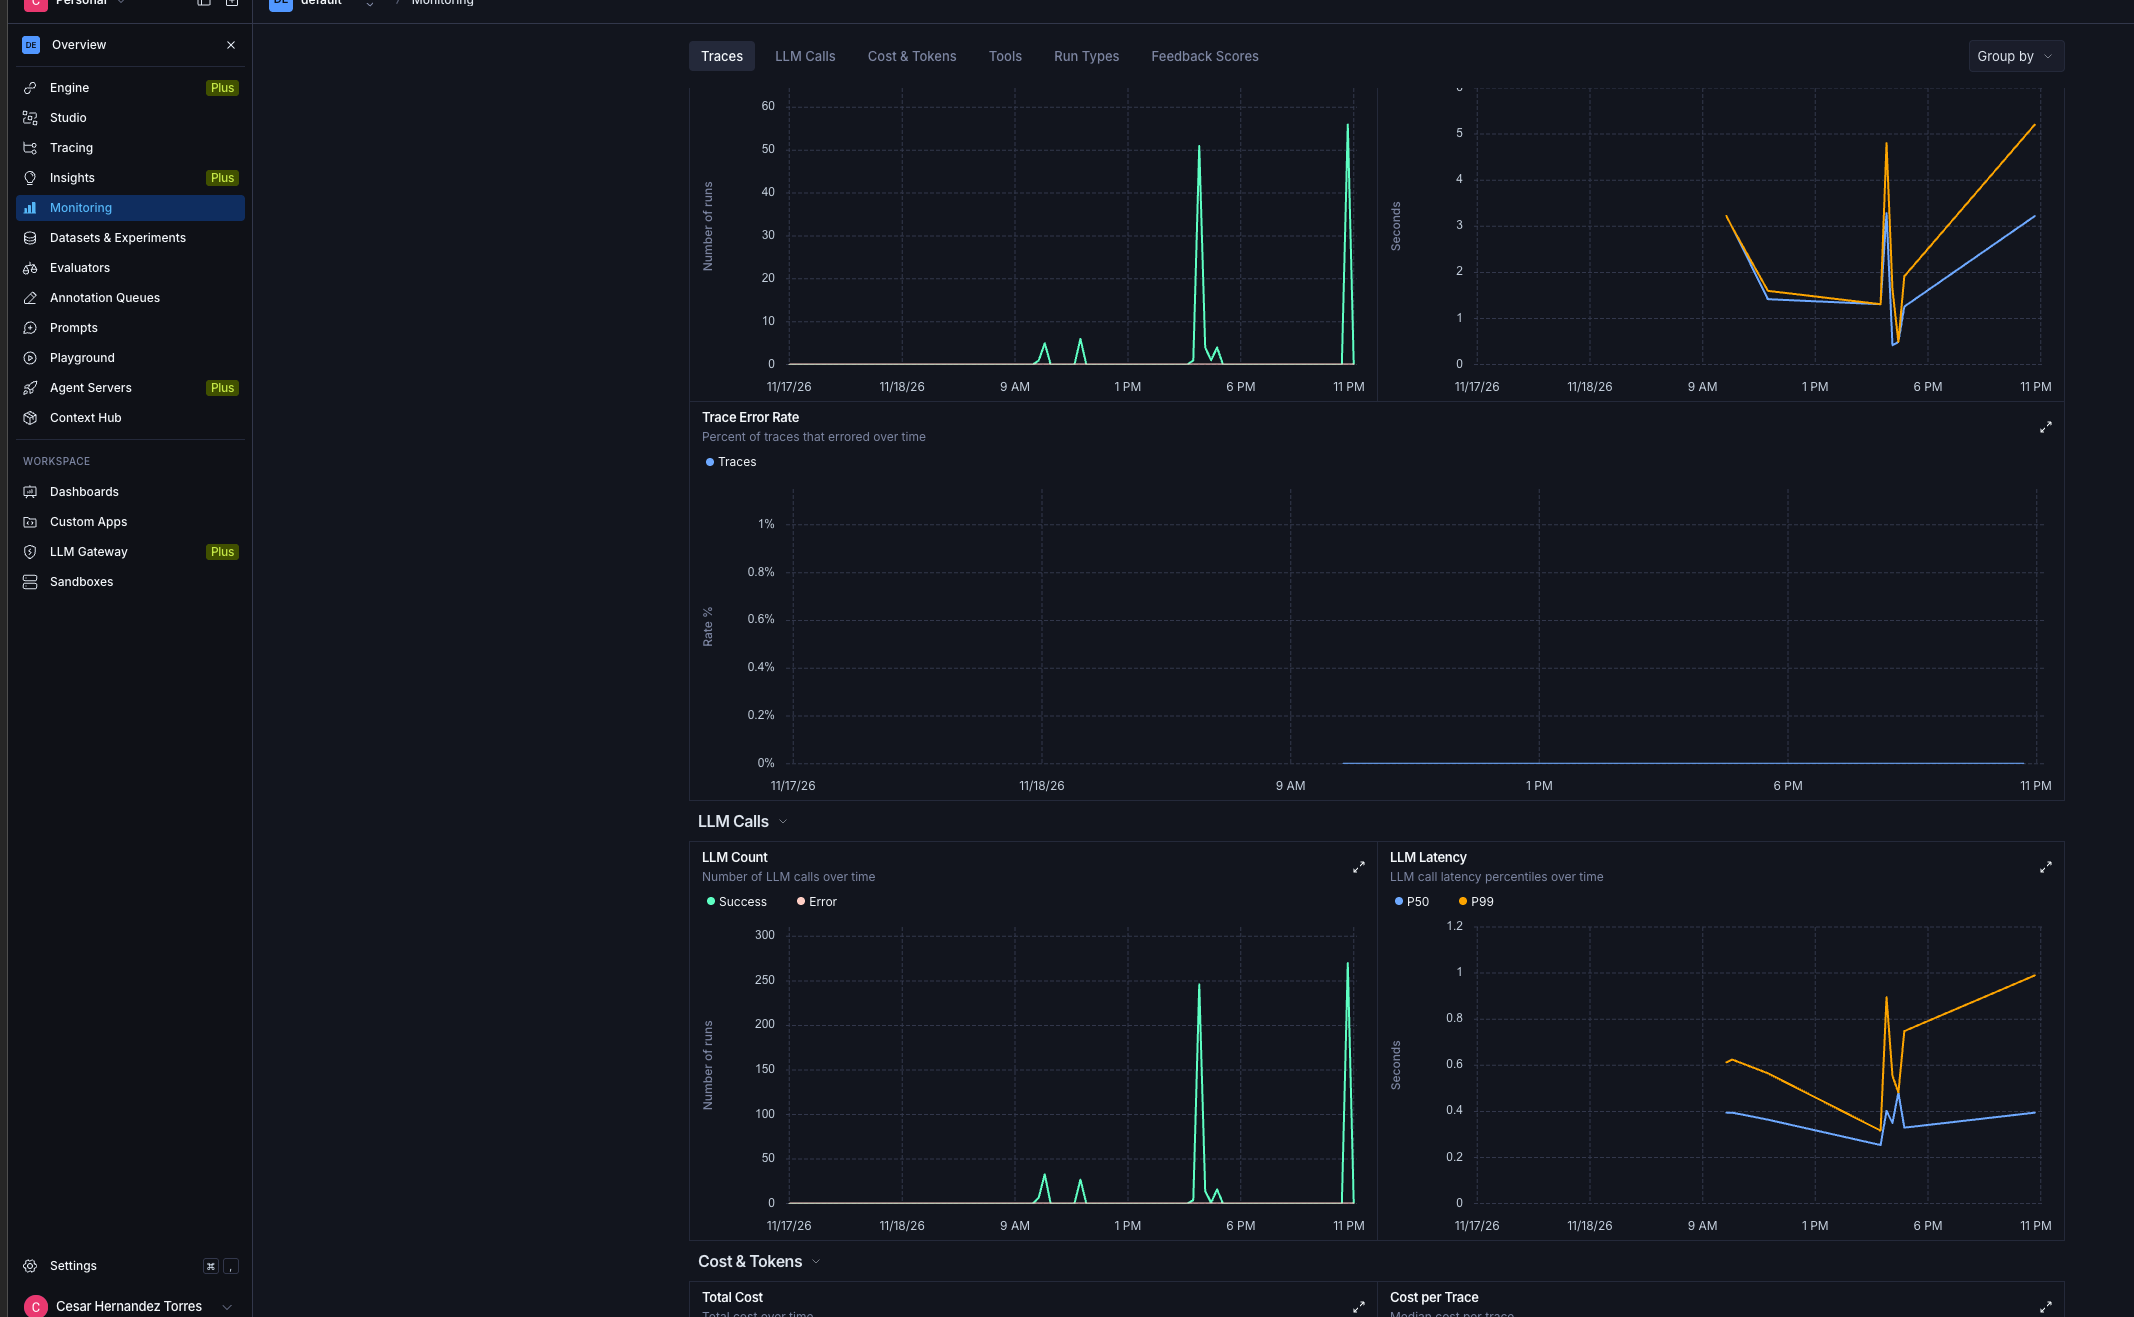 Personal
default / Monitoring
DE Overview
Engine Plus
Studio
Tracing
Insights Plus
Monitoring
Datasets & Experiments
Evaluators
Annotation Queues
Prompts
Playground
Agent Servers Plus
Context Hub
WORKSPACE
Dashboards
Custom Apps
LLM Gateway Plus
Sandboxes
Settings ⌘ ,
C Cesar Hernandez Torres
Traces LLM Calls Cost & Tokens Tools Run Types Feedback Scores Group by
Number of runs
60
50
40
30
20
10
0
11/17/26 11/18/26 9 AM 1 PM 6 PM 11 PM
Seconds
5
4
3
2
1
0
11/17/26 11/18/26 9 AM 1 PM 6 PM 11 PM
Trace Error Rate
Percent of traces that errored over time
Traces
Rate %
1%
0.8%
0.6%
0.4%
0.2%
0%
11/17/26 11/18/26 9 AM 1 PM 6 PM 11 PM
LLM Calls
LLM Count
Number of LLM calls over time
Success Error
Number of runs
300
250
200
150
100
50
0
11/17/26 11/18/26 9 AM 1 PM 6 PM 11 PM
LLM Latency
LLM call latency percentiles over time
P50 P99
Seconds
1.2
1
0.8
0.6
0.4
0.2
0
11/17/26 11/18/26 9 AM 1 PM 6 PM 11 PM
Cost & Tokens
Total Cost
Total cost over time
Cost per Trace
Median cost per trace